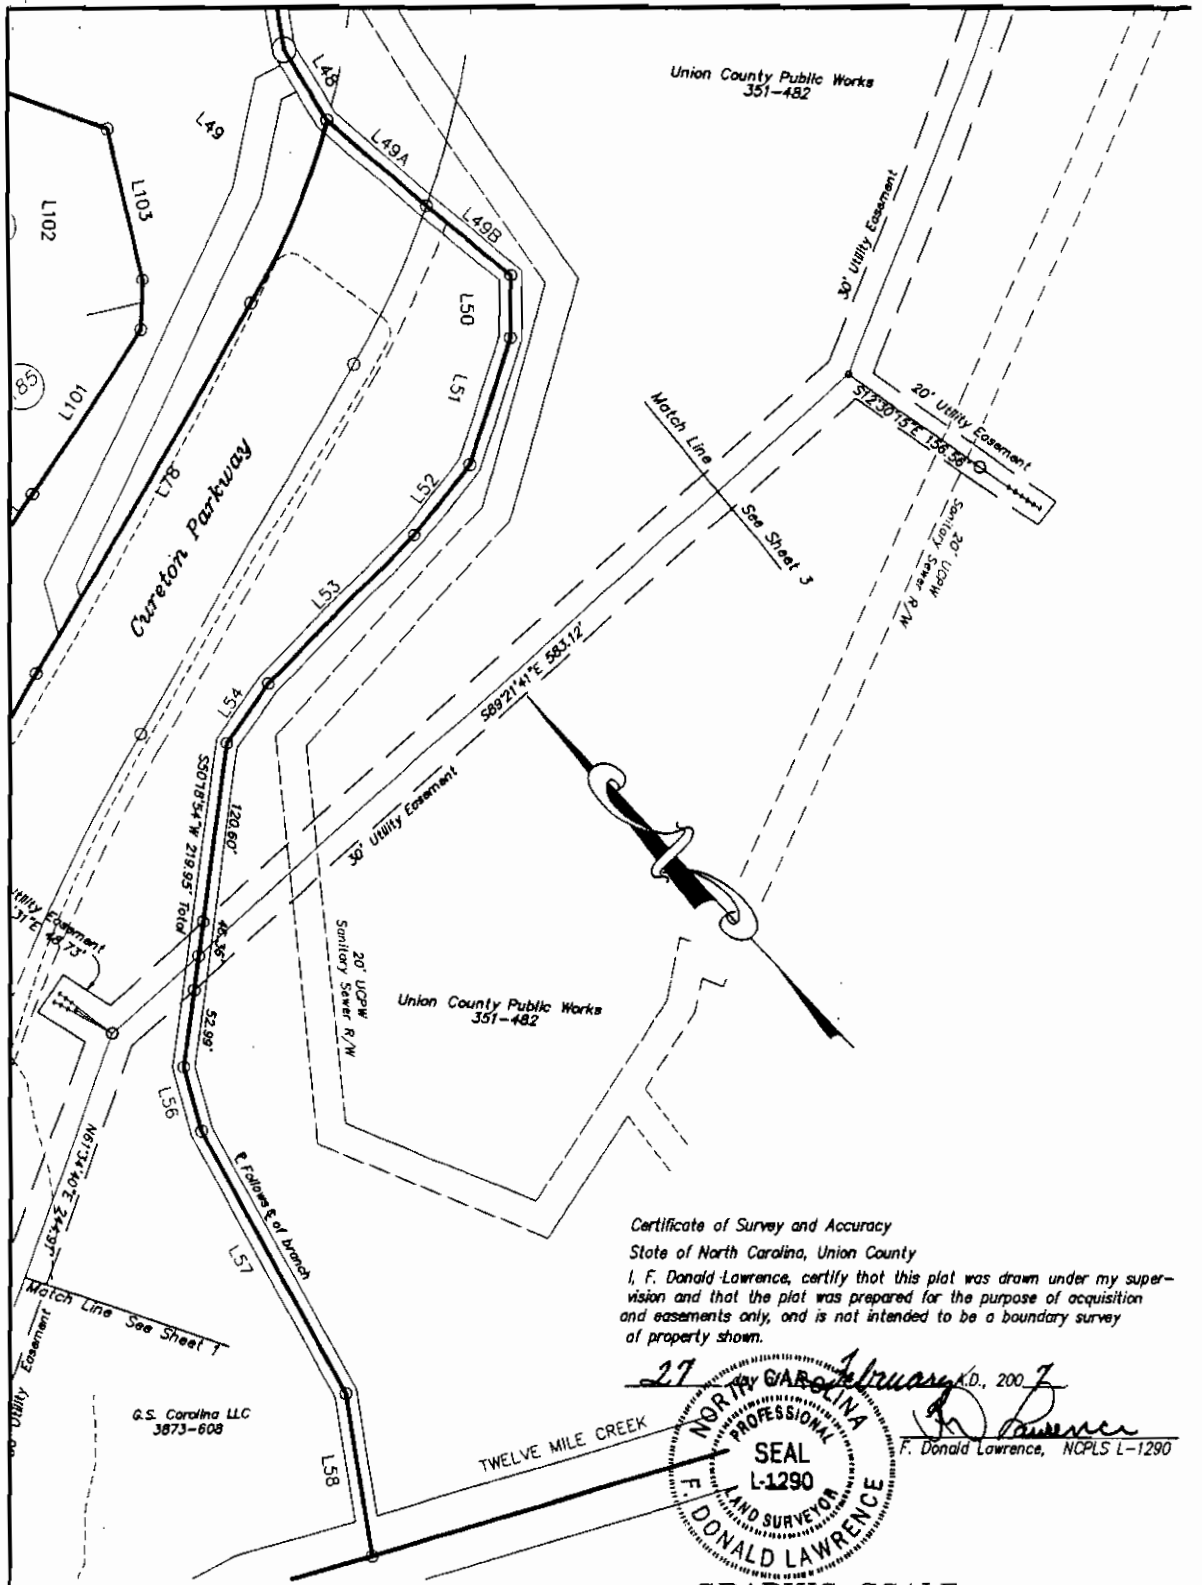 Union County Public Works
351-482
L48
L49
L49A
L49B
L103
L102
L50
L51
L101
85
L78
L52
L53
L54
Cureton Parkway
30' Utility Easement
20' Utility Easement
S12°30'15"E 156.56'
Match Line
See Sheet 3
20' UCPW
Sanitary Sewer R/W
S89°21'41"E 583.12'
30' Utility Easement
S50°18'54"W 219.95' Total
120.60'
46.36'
52.99'
Utility Easement
'31"E 48.73'
20' UCPW
Sanitary Sewer R/W
Union County Public Works
351-482
L56
N61°34'40"E 244.91'
℄ Follows ℄ of branch
L57
Match Line See Sheet 1
Utility Easement
G.S. Carolina LLC
3873-608
L58
TWELVE MILE CREEK
Certificate of Survey and Accuracy
State of North Carolina, Union County
I, F. Donald Lawrence, certify that this plat was drawn under my super-
vision and that the plat was prepared for the purpose of acquisition
and easements only, and is not intended to be a boundary survey
of property shown.
27 day of February A.D., 2007
F. Donald Lawrence, NCPLS L-1290
NORTH CAROLINA
PROFESSIONAL
SEAL
L-1290
LAND SURVEYOR
F. DONALD LAWRENCE
GRAPHIC SCALE